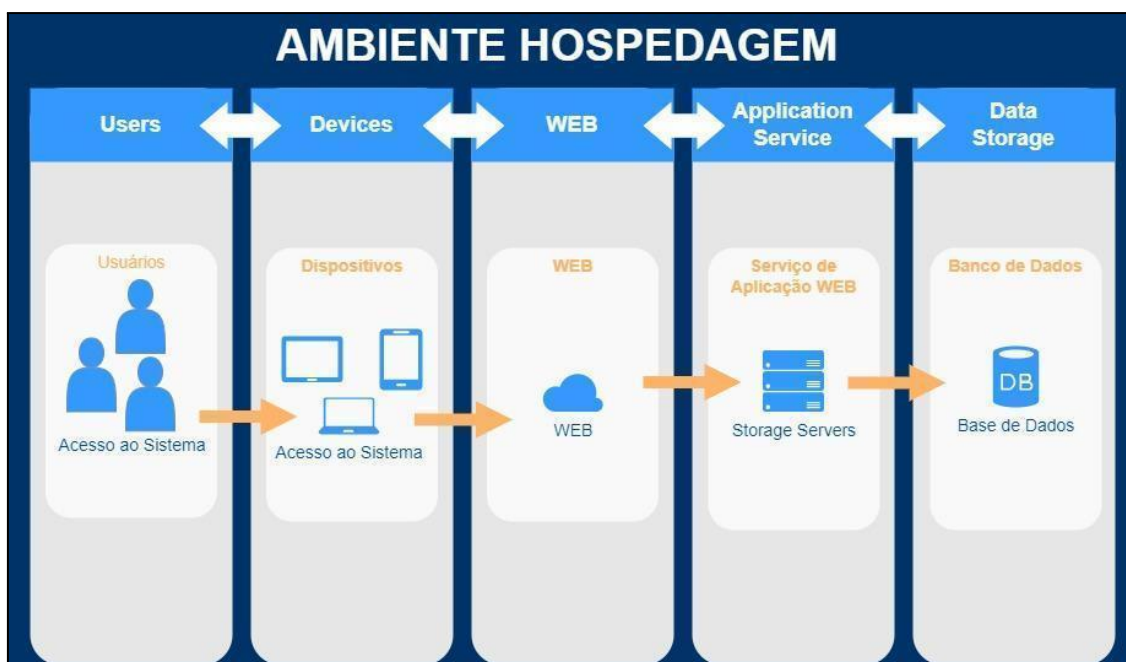 AMBIENTE HOSPEDAGEM
Users
Devices
WEB
Application
Service
Data
Storage
Usuários
Acesso ao Sistema
Dispositivos
Acesso ao Sistema
WEB
WEB
Serviço de
Aplicação WEB
Storage Servers
Banco de Dados
DB
Base de Dados